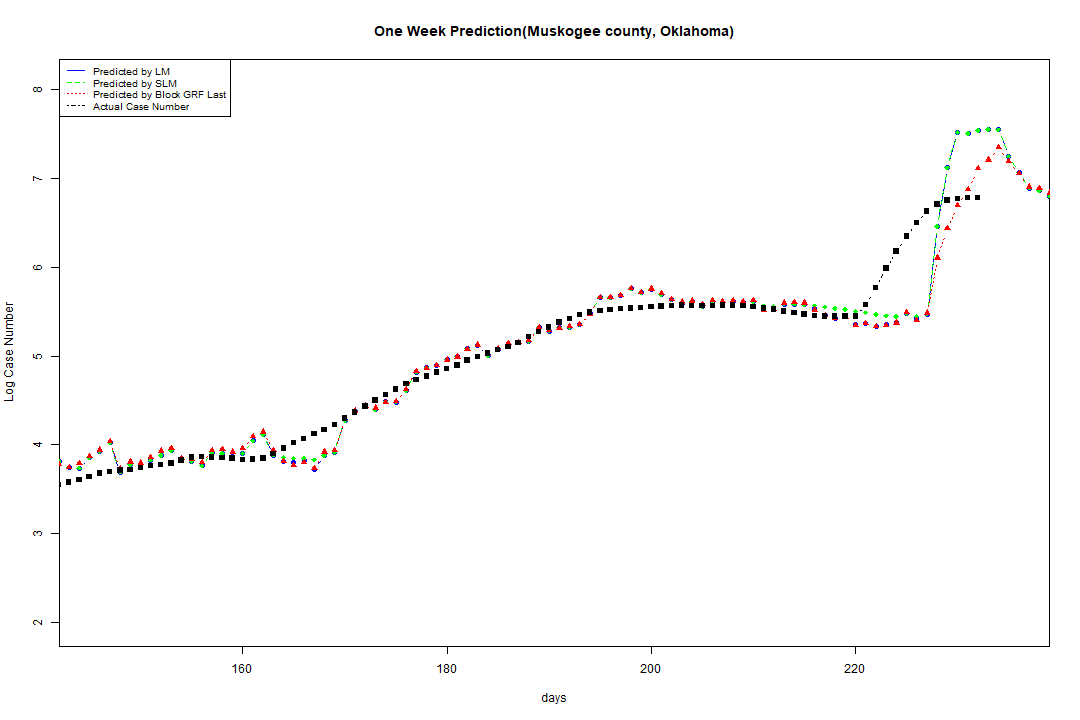 One Week Prediction(Muskogee county, Oklahoma)
Predicted by LM
Predicted by SLM
Predicted by Block GRF Last
Actual Case Number
8
7
6
5
4
3
2
Log Case Number
160 180 200 220
days